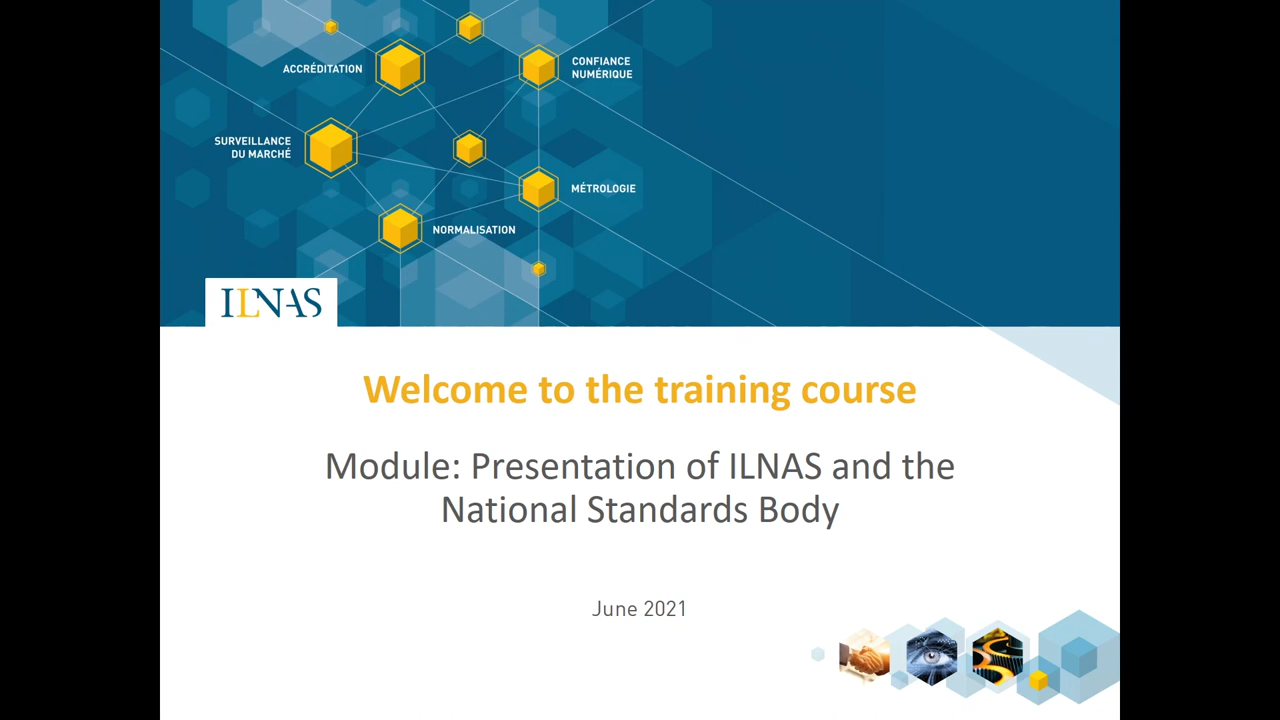 ACCRÉDITATION
CONFIANCE
NUMÉRIQUE
SURVEILLANCE
DU MARCHÉ
MÉTROLOGIE
NORMALISATION
ILNAS
Welcome to the training course
Module: Presentation of ILNAS and the
National Standards Body
June 2021